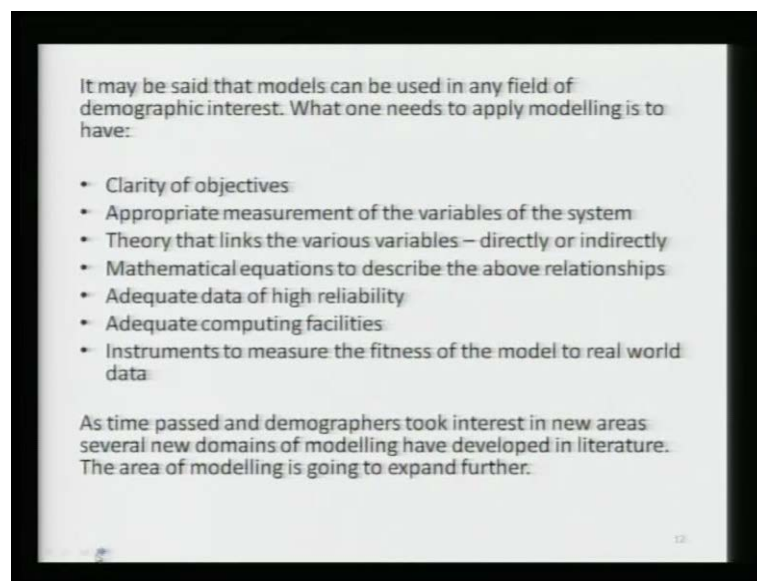 It may be said that models can be used in any field of
demographic interest. What one needs to apply modelling is to
have:
• Clarity of objectives
• Appropriate measurement of the variables of the system
• Theory that links the various variables – directly or indirectly
• Mathematical equations to describe the above relationships
• Adequate data of high reliability
• Adequate computing facilities
• Instruments to measure the fitness of the model to real world
data
As time passed and demographers took interest in new areas
several new domains of modelling have developed in literature.
The area of modelling is going to expand further.
12